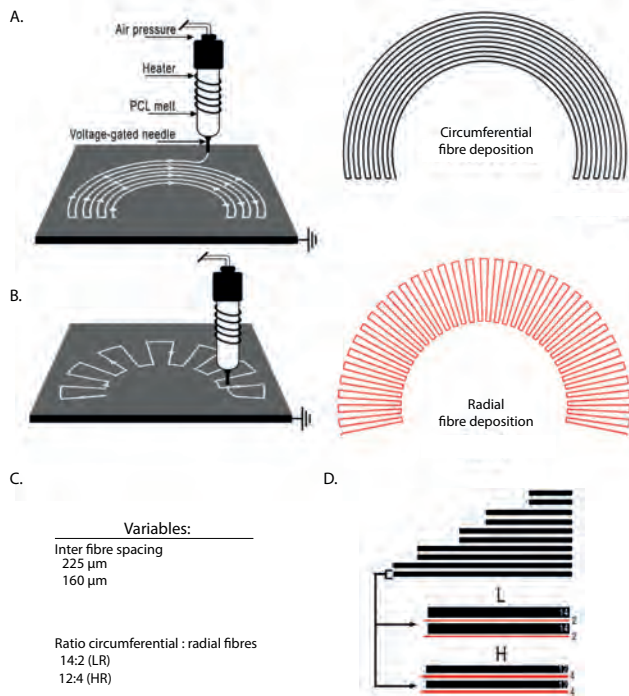 A.
Air pressure
Heater
PCL melt
Voltage-gated needle
Circumferential
fibre deposition
B.
Radial
fibre deposition
C.
Variables:
Inter fibre spacing
225 µm
160 µm
Ratio circumferential : radial fibres
14:2 (LR)
12:4 (HR)
D.
L
14
2
14
2
H
4
4